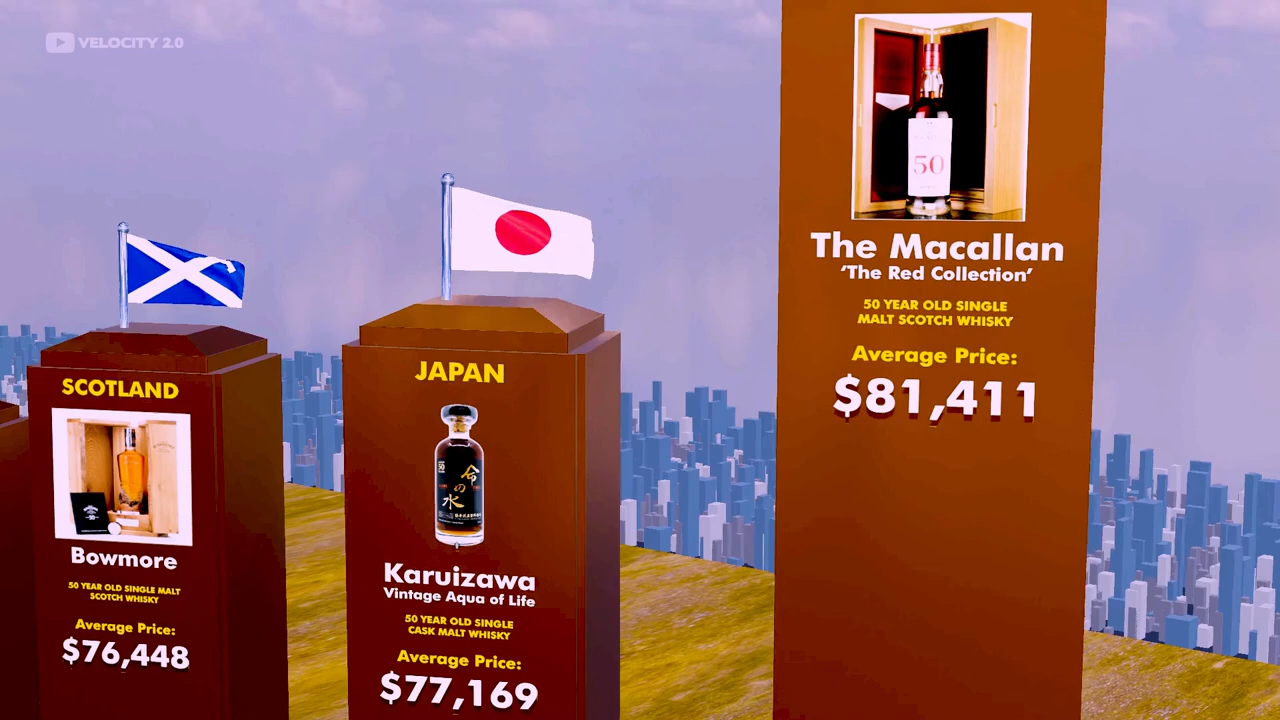 VELOCITY 2.0
SCOTLAND
Bowmore
50 YEAR OLD SINGLE MALT
SCOTCH WHISKY
Average Price:
$76,448
JAPAN
命
の
水
Karuizawa
Vintage Aqua of Life
50 YEAR OLD SINGLE
CASK MALT WHISKY
Average Price:
$77,169
50
The Macallan
‘The Red Collection’
50 YEAR OLD SINGLE
MALT SCOTCH WHISKY
Average Price:
$81,411